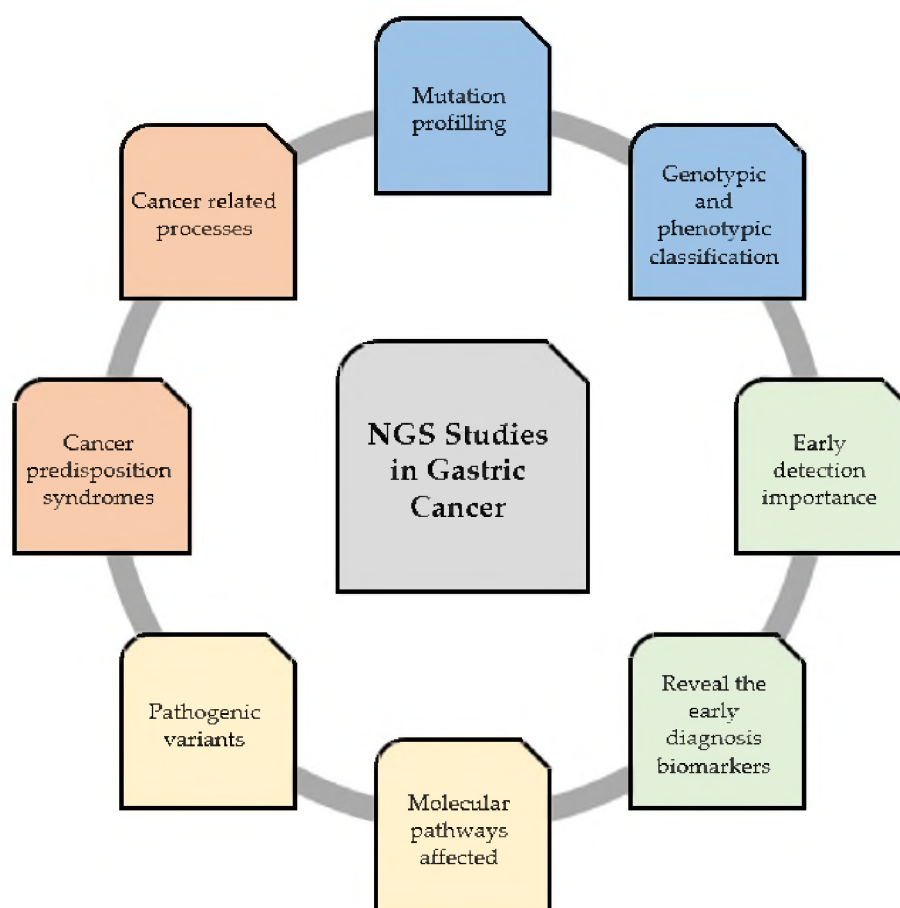 Mutation
profilling
Genotypic
and
phenotypic
classification
Early
detection
importance
Reveal the
early
diagnosis
biomarkers
Molecular
pathways
affected
Pathogenic
variants
Cancer
predisposition
syndromes
Cancer related
processes
NGS Studies
in Gastric
Cancer